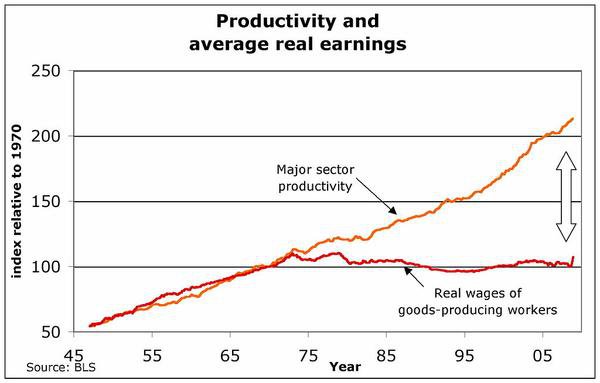 Productivity and
average real earnings
index relative to 1970
250
200
150
100
50
Major sector
productivity
Real wages of
goods-producing workers
45
55
65
75
85
95
05
Year
Source: BLS